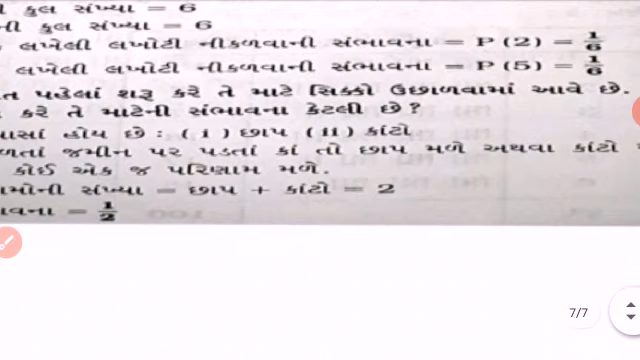 કુલ સંખ્યા = 6
ની કુલ સંખ્યા = 6
લખેલી લખોટી નીકળવાની સંભાવના = P (2) = 1/6
લખેલી લખોટી નીકળવાની સંભાવના = P (5) = 1/6
ત પહેલાં શરૂ કરે તે માટે સિક્કો ઉછાળવામાં આવે છે.
કરે તે માટેની સંભાવના કેટલી છે ?
પાસાં હોય છે : ( I ) છાપ (II) કાંટો
ળતાં જમીન પર પડતાં કાં તો છાપ મળે અથવા કાંટો
કોઈ એક જ પરિણામ મળે.
મોની સંખ્યા = છાપ + કાંટો = 2
ાવના = 1/2
7/7